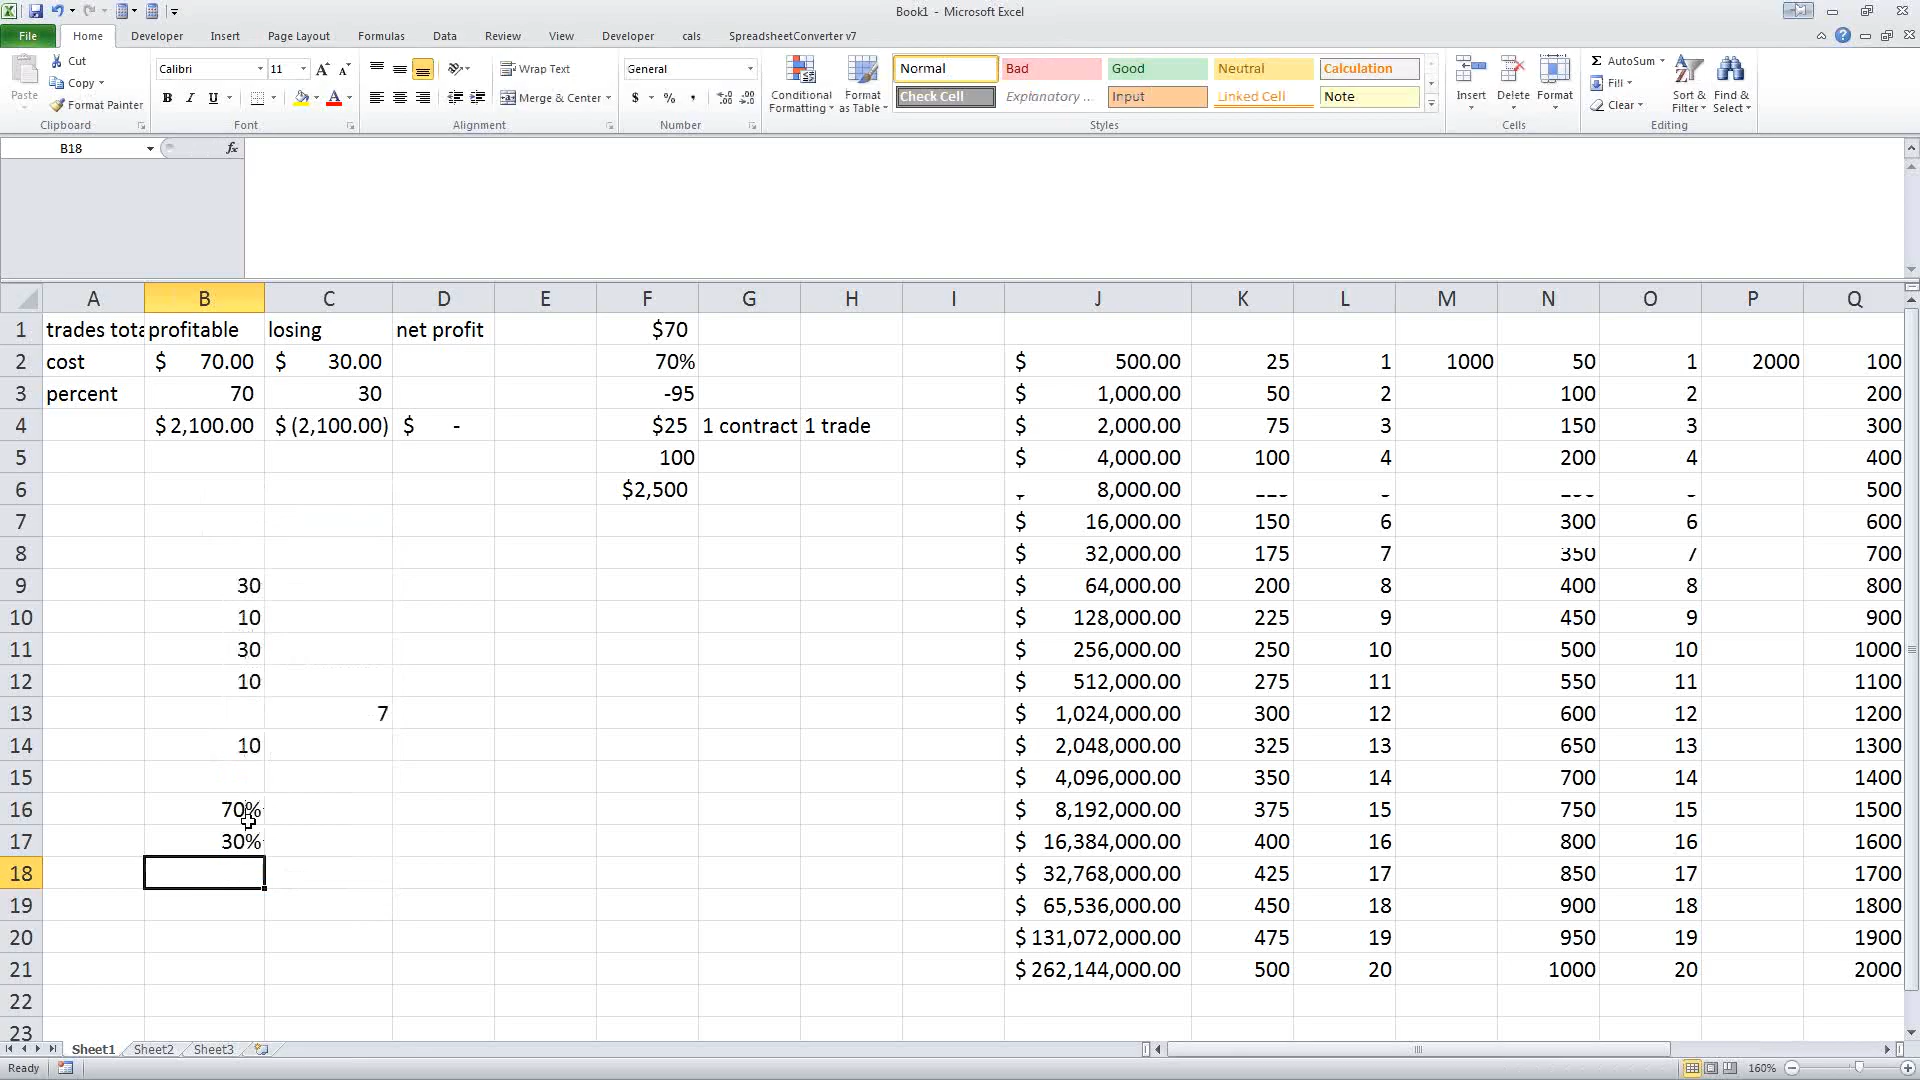 Book1 - Microsoft Excel
File Home Developer Insert Page Layout Formulas Data Review View Developer cals SpreadsheetConverter v7
Paste Cut Copy Format Painter Clipboard
Calibri 11 A A B I U A Font
Wrap Text Merge & Center Alignment
General $ % , Number
Conditional Formatting Format as Table
Normal Bad Good Neutral Calculation
Check Cell Explanatory ... Input Linked Cell Note
Styles
Insert Delete Format Cells
Σ AutoSum Fill Clear Sort & Filter Find & Select Editing
B18 fx
A B C D E F G H I J K L M N O P Q
1 trades tota profitable losing net profit $70
2 cost $ 70.00 $ 30.00 70% $ 500.00 25 1 1000 50 1 2000 100
3 percent 70 30 -95 $ 1,000.00 50 2 100 2 200
4 $ 2,100.00 $ (2,100.00) $ - $25 1 contract 1 trade $ 2,000.00 75 3 150 3 300
5 100 $ 4,000.00 100 4 200 4 400
6 $2,500 8,000.00 500
7 $ 16,000.00 150 6 300 6 600
8 $ 32,000.00 175 7 350 7 700
9 30 $ 64,000.00 200 8 400 8 800
10 10 $ 128,000.00 225 9 450 9 900
11 30 $ 256,000.00 250 10 500 10 1000
12 10 $ 512,000.00 275 11 550 11 1100
13 7 $ 1,024,000.00 300 12 600 12 1200
14 10 $ 2,048,000.00 325 13 650 13 1300
15 $ 4,096,000.00 350 14 700 14 1400
16 70% $ 8,192,000.00 375 15 750 15 1500
17 30% $ 16,384,000.00 400 16 800 16 1600
18 $ 32,768,000.00 425 17 850 17 1700
19 $ 65,536,000.00 450 18 900 18 1800
20 $ 131,072,000.00 475 19 950 19 1900
21 $ 262,144,000.00 500 20 1000 20 2000
22
23
Sheet1 Sheet2 Sheet3
Ready 160%